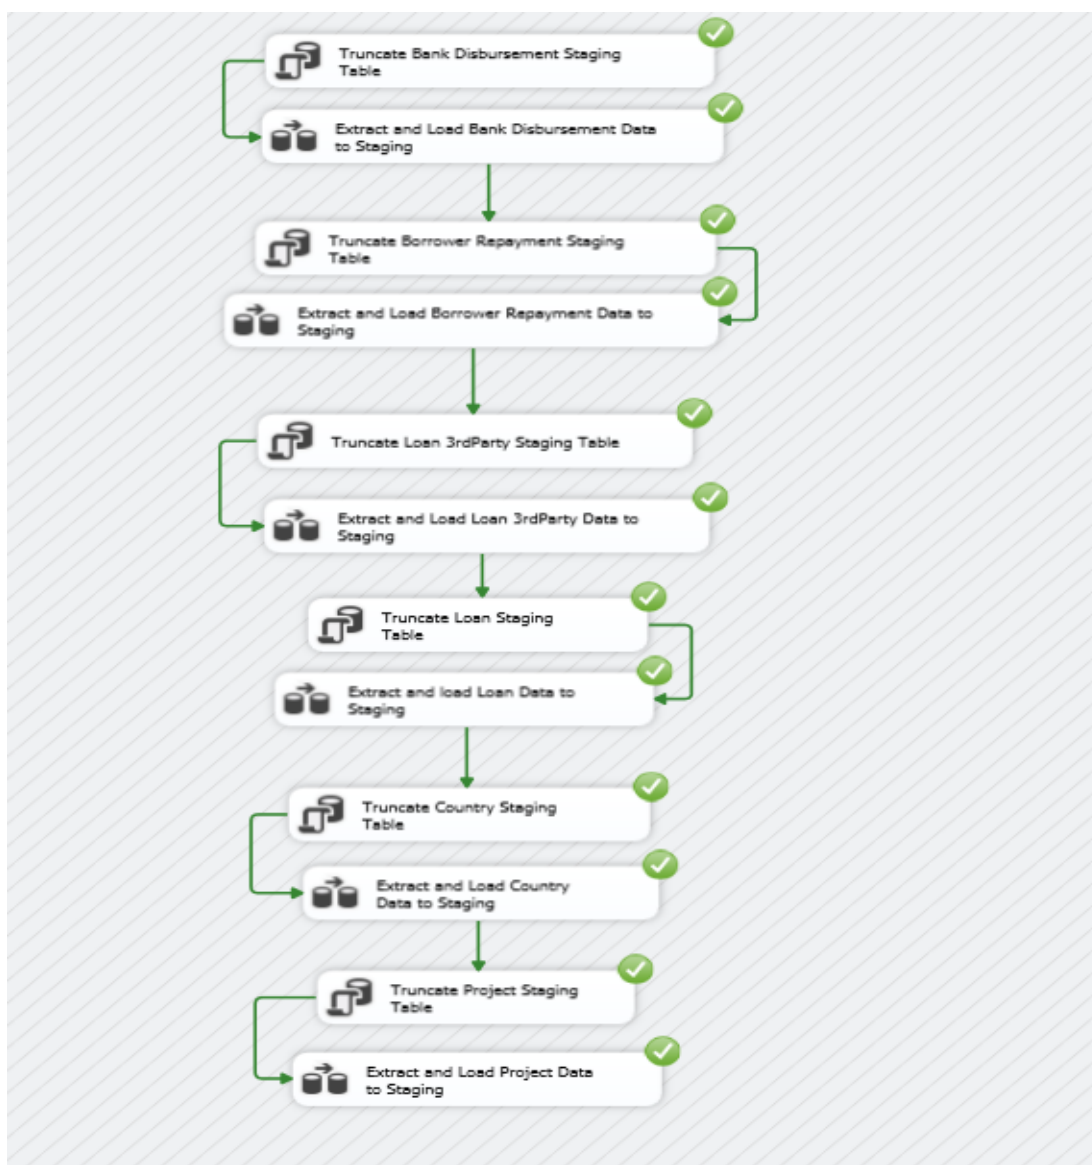 Truncate Bank Disbursement Staging
Table
Extract and Load Bank Disbursement Data
to Staging
Truncate Borrower Repayment Staging
Table
Extract and Load Borrower Repayment Data to
Staging
Truncate Loan 3rdParty Staging Table
Extract and Load Loan 3rdParty Data to
Staging
Truncate Loan Staging
Table
Extract and load Loan Data to
Staging
Truncate Country Staging
Table
Extract and Load Country
Data to Staging
Truncate Project Staging
Table
Extract and Load Project Data
to Staging